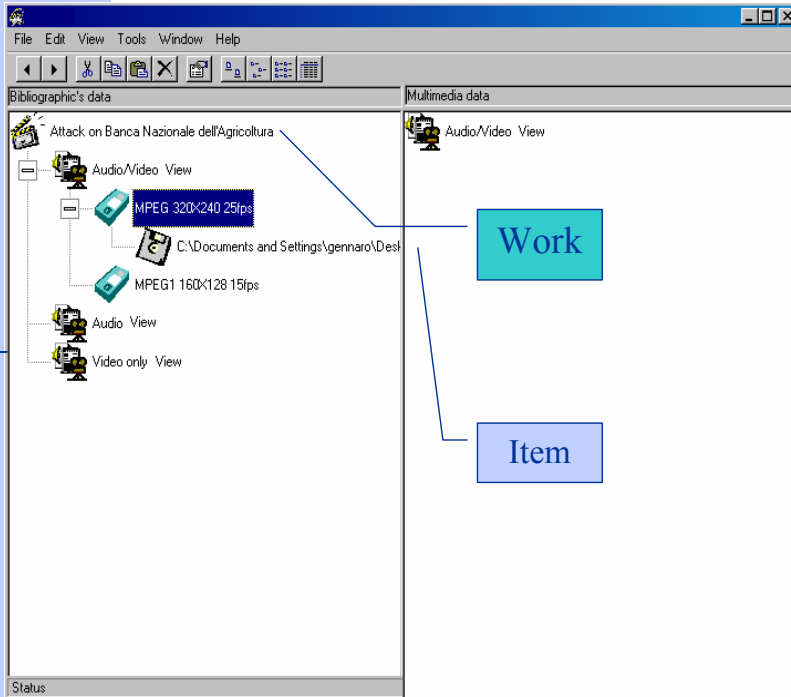 File Edit View Tools Window Help
Bibliographic's data
Multimedia data
Attack on Banca Nazionale dell'Agricoltura
Audio/Video View
MPEG 320X240 25fps
C:\Documents and Settings\gennaro\Desk
MPEG1 160X128 15fps
Audio View
Video only View
Audio/Video View
Work
Item
Status